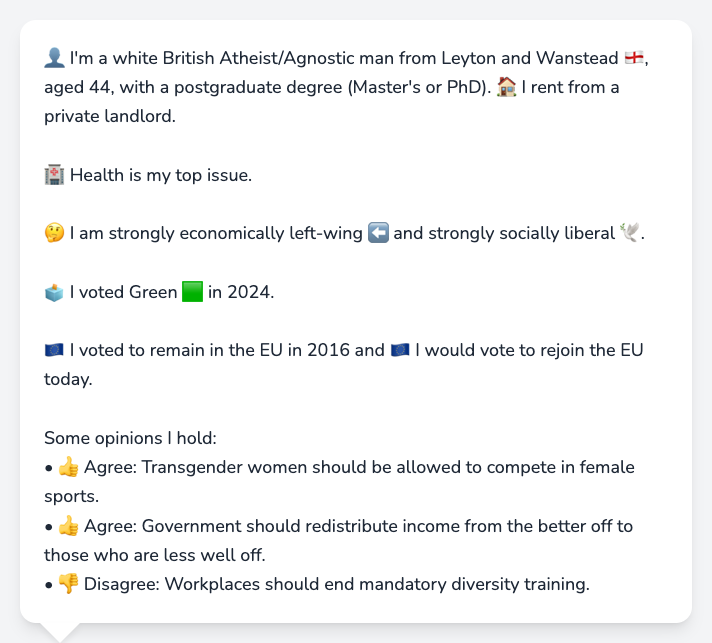 👤 I'm a white British Atheist/Agnostic man from Leyton and Wanstead 🏴󠁧󠁢󠁥󠁮󠁧󠁿,
aged 44, with a postgraduate degree (Master's or PhD). 🏠 I rent from a
private landlord.
🏥 Health is my top issue.
🤔 I am strongly economically left-wing ⬅️ and strongly socially liberal 🕊️.
🗳️ I voted Green 🟩 in 2024.
🇪🇺 I voted to remain in the EU in 2016 and 🇪🇺 I would vote to rejoin the EU
today.
Some opinions I hold:
• 👍 Agree: Transgender women should be allowed to compete in female
sports.
• 👍 Agree: Government should redistribute income from the better off to
those who are less well off.
• 👎 Disagree: Workplaces should end mandatory diversity training.